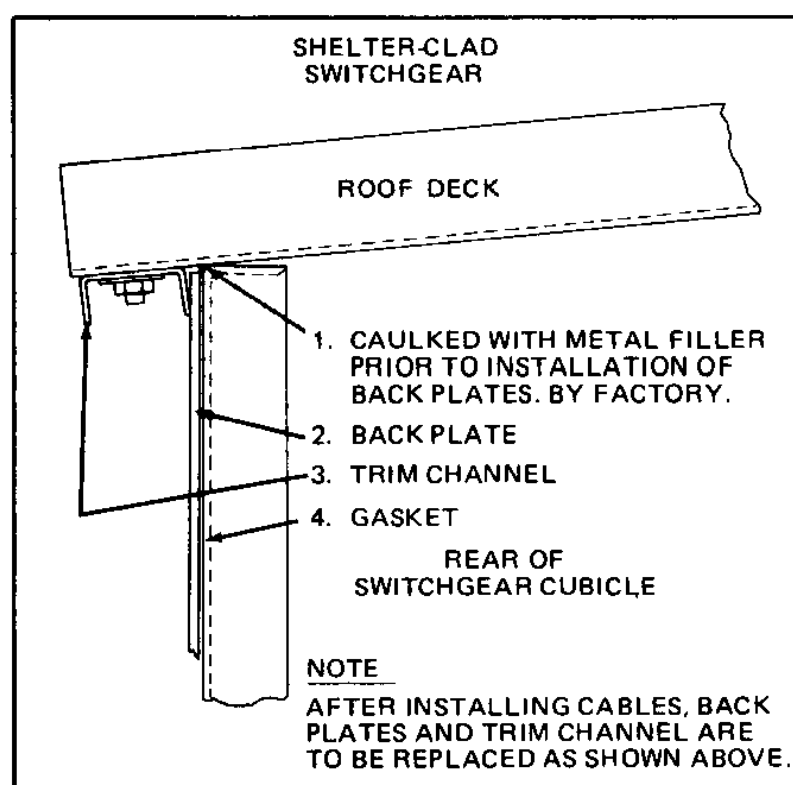 SHELTER-CLAD
SWITCHGEAR
ROOF DECK
1. CAULKED WITH METAL FILLER
PRIOR TO INSTALLATION OF
BACK PLATES. BY FACTORY.
2. BACK PLATE
3. TRIM CHANNEL
4. GASKET
REAR OF
SWITCHGEAR CUBICLE
NOTE
AFTER INSTALLING CABLES, BACK
PLATES AND TRIM CHANNEL ARE
TO BE REPLACED AS SHOWN ABOVE.